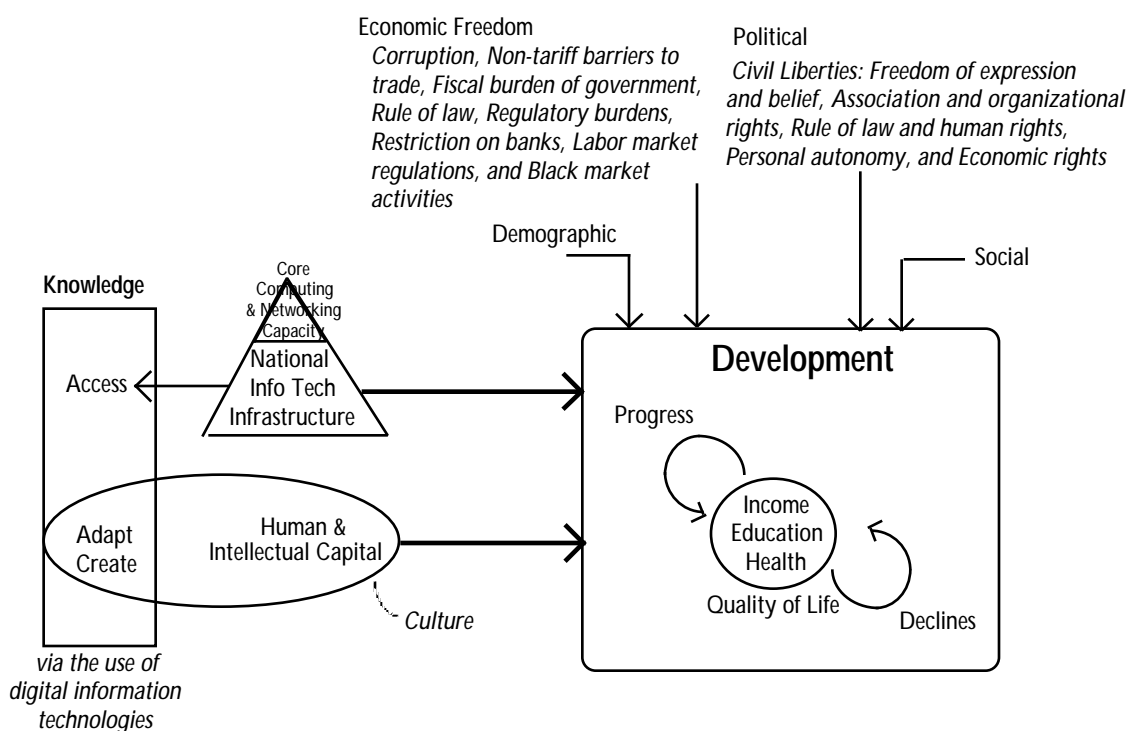 Economic Freedom
Corruption, Non-tariff barriers to
trade, Fiscal burden of government,
Rule of law, Regulatory burdens,
Restriction on banks, Labor market
regulations, and Black market
activities
Political
Civil Liberties: Freedom of expression
and belief, Association and organizational
rights, Rule of law and human rights,
Personal autonomy, and Economic rights
Demographic
Social
Knowledge
Core
Computing
& Networking
Capacity
National
Info Tech
Infrastructure
Access
Adapt
Create
Human &
Intellectual Capital
Culture
via the use of
digital information
technologies
Development
Progress
Income
Education
Health
Quality of Life
Declines